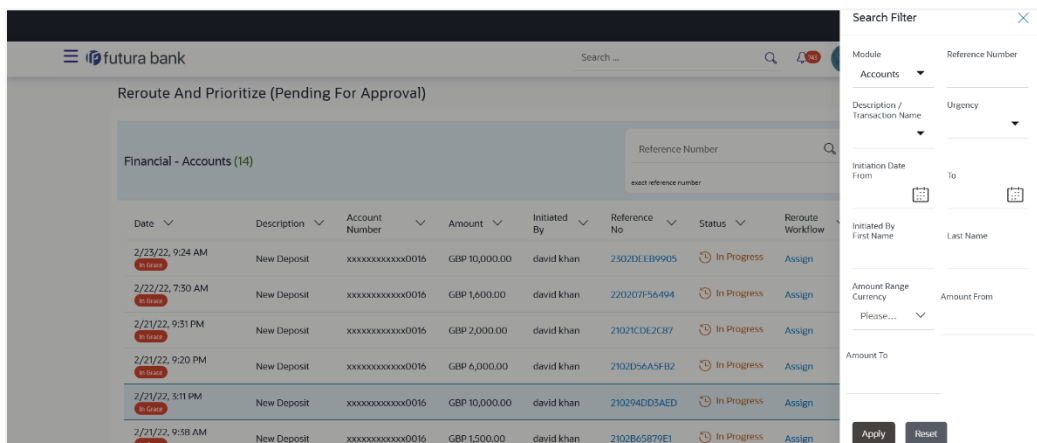 futura bank
Search ...
243
Reroute And Prioritize (Pending For Approval)
Financial - Accounts (14)
Reference Number
exact reference number
Date Description Account Number Amount Initiated By Reference No Status Reroute Workflow
2/23/22, 9:24 AM
In Grace
New Deposit xxxxxxxxxxxx0016 GBP 10,000.00 david khan 2302DEEB9905 In Progress Assign
2/22/22, 7:30 AM
In Grace
New Deposit xxxxxxxxxxxx0016 GBP 1,600.00 david khan 220207F56494 In Progress Assign
2/21/22, 9:31 PM
In Grace
New Deposit xxxxxxxxxxxx0016 GBP 2,000.00 david khan 21021CDE2C87 In Progress Assign
2/21/22, 9:20 PM
In Grace
New Deposit xxxxxxxxxxxx0016 GBP 6,000.00 david khan 2102D56A5FB2 In Progress Assign
2/21/22, 3:11 PM
In Grace
New Deposit xxxxxxxxxxxx0016 GBP 10,000.00 david khan 210294DD3AED In Progress Assign
2/21/22, 9:38 AM
In Grace
New Deposit xxxxxxxxxxxx0016 GBP 1,500.00 david khan 2102B65879E1 In Progress Assign
Search Filter
Module
Accounts
Reference Number
Description /
Transaction Name
Urgency
Initiation Date
From
To
Initiated By
First Name
Last Name
Amount Range
Currency
Please...
Amount From
Amount To
Apply
Reset